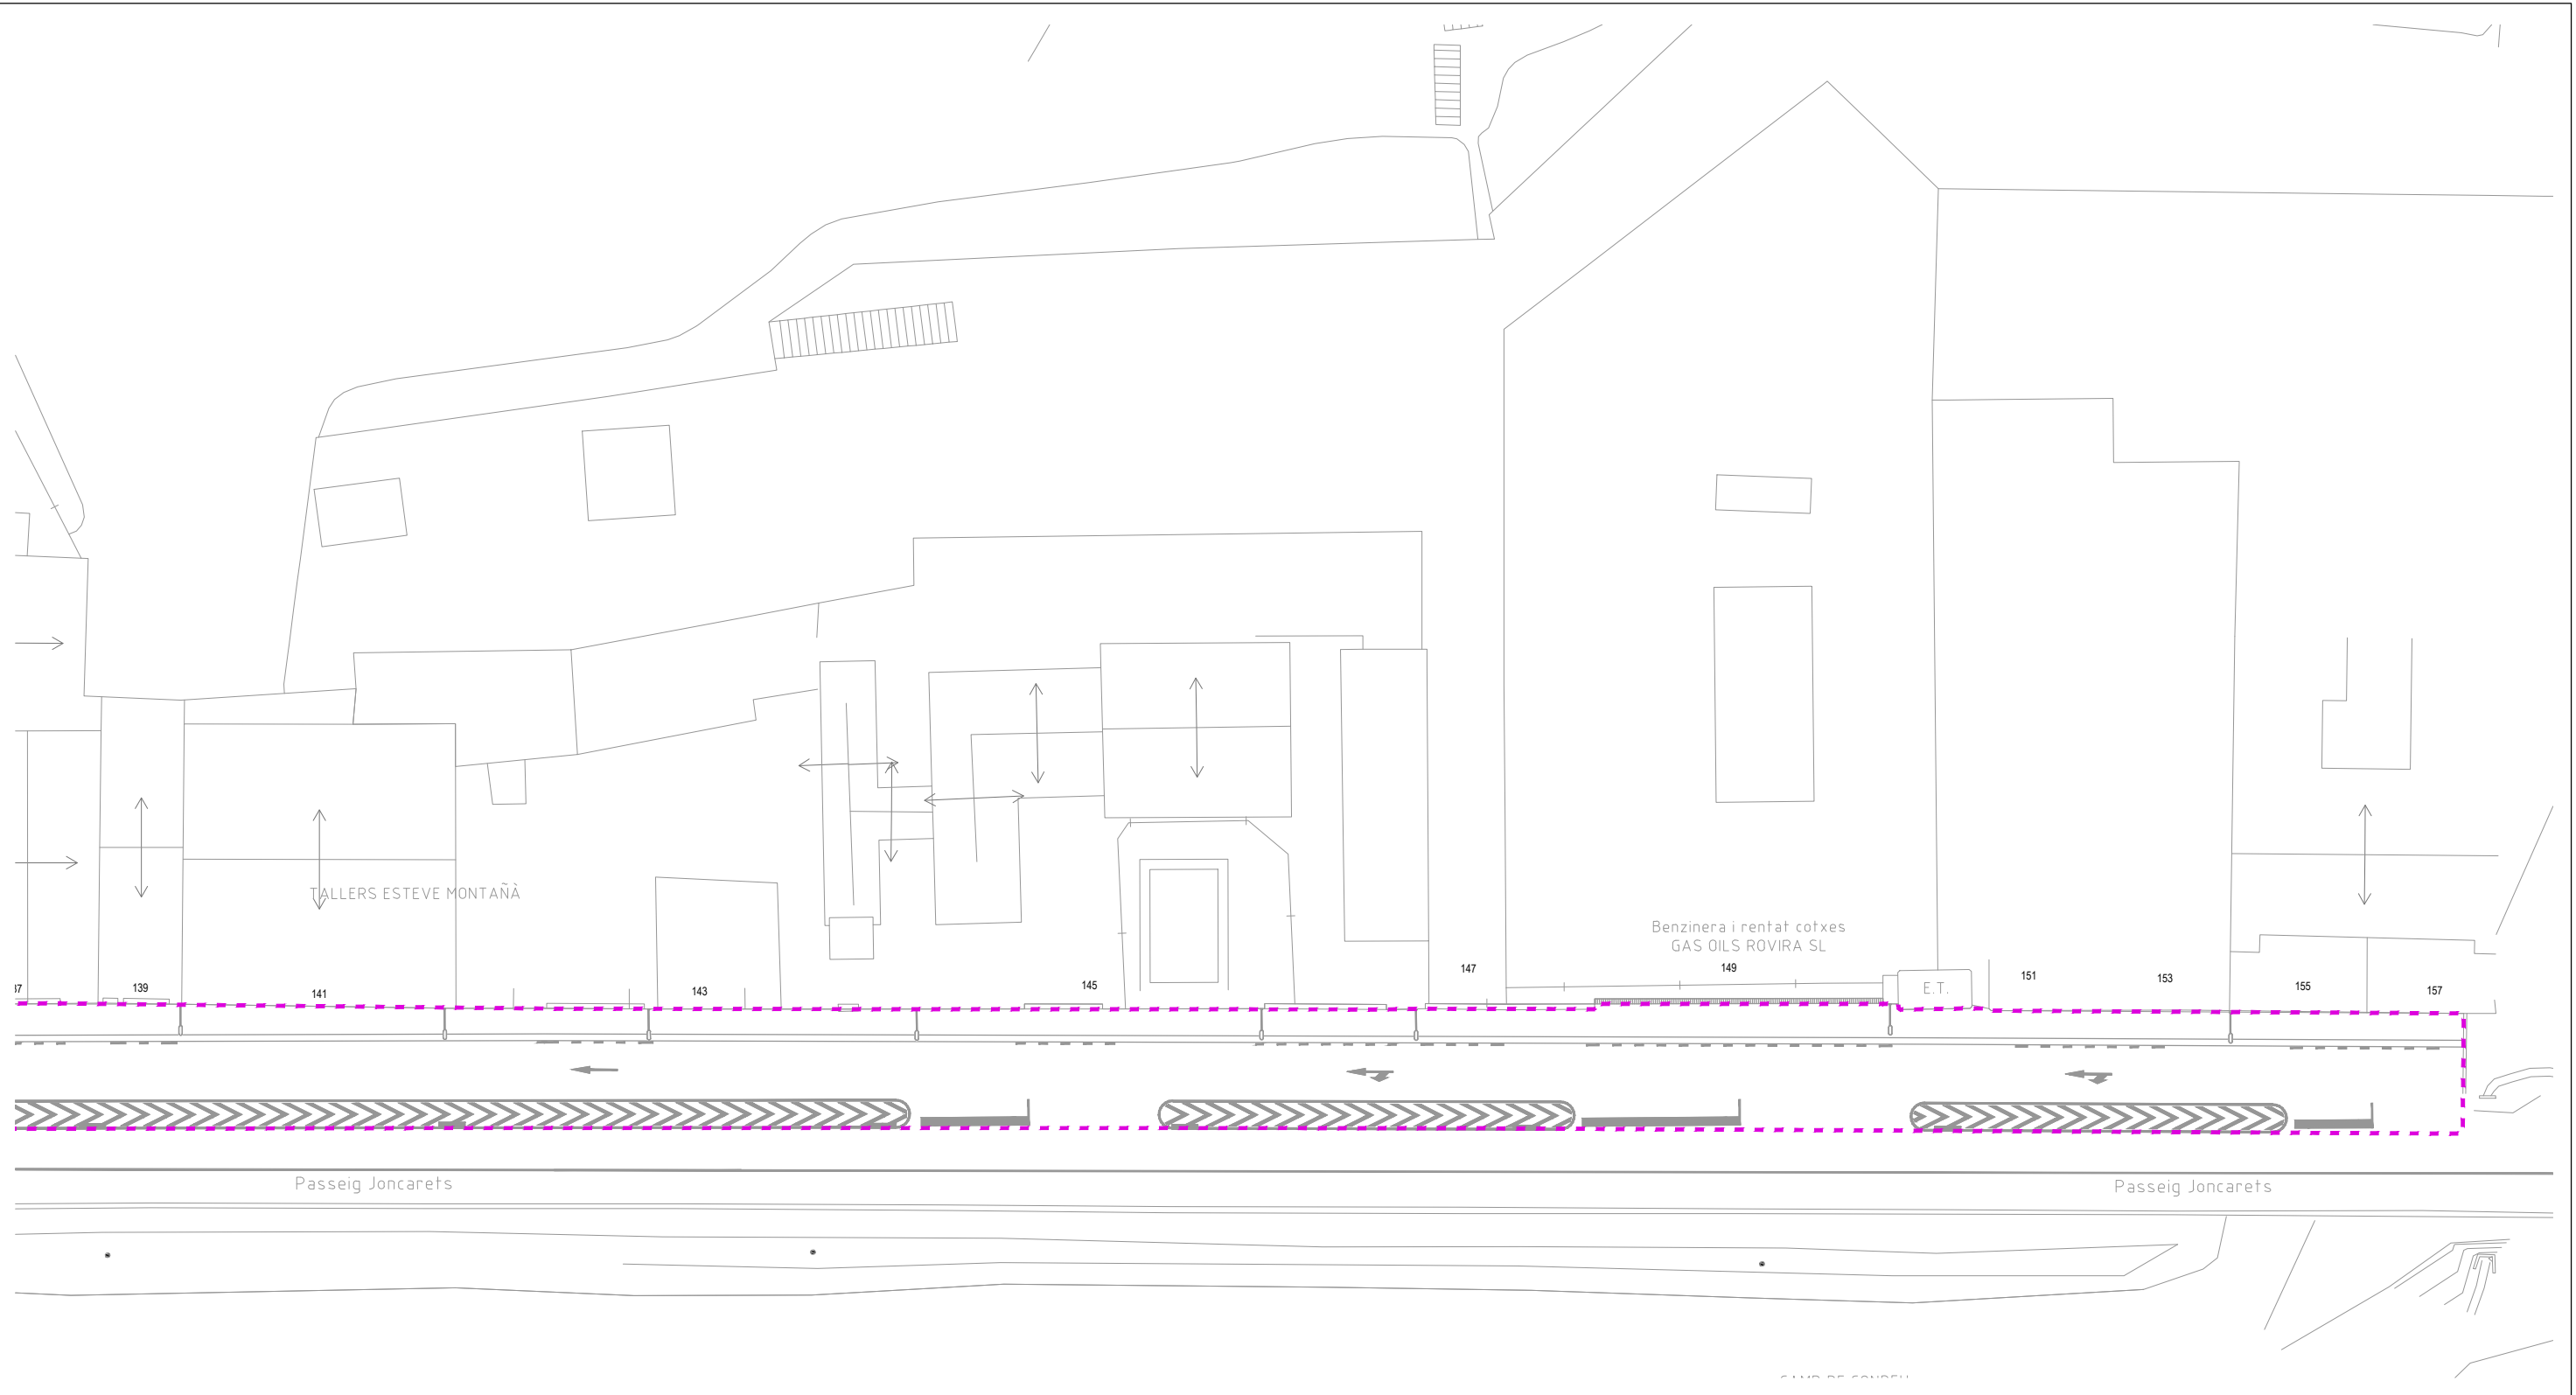 TALLERS ESTEVE MONTAÑÀ
Benzinera i rentat cotxes
GAS OILS ROVIRA SL
139
141
143
145
147
149
E.T.
151
153
155
157
Passeig Joncarets
Passeig Joncarets